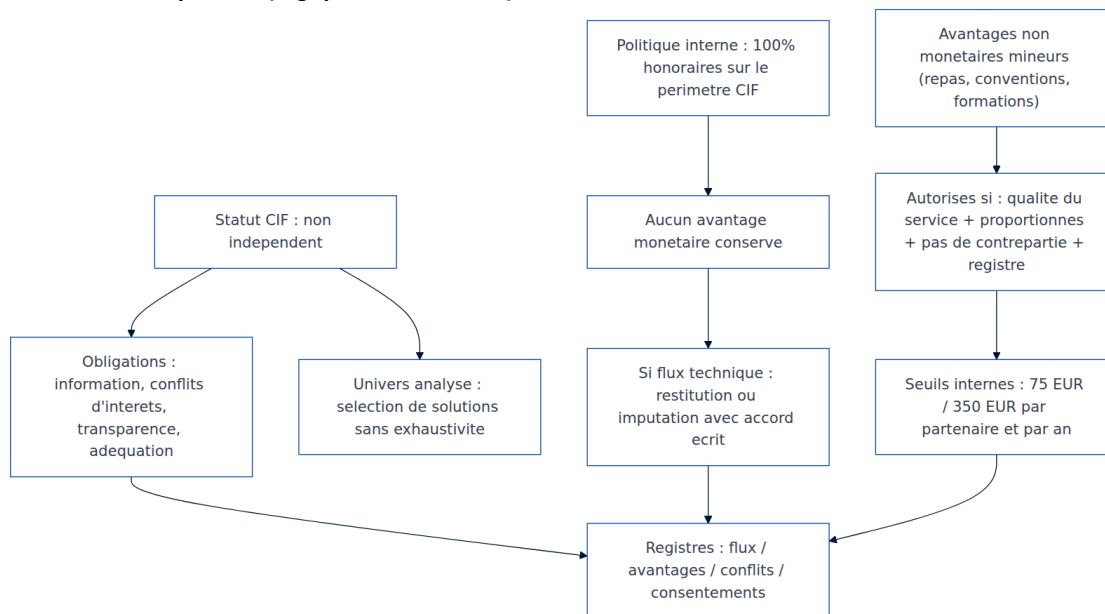 Politique interne : 100%
honoraires sur le
perimetre CIF
Avantages non
monetaires mineurs
(repas, conventions,
formations)
Statut CIF : non
independent
Aucun avantage
monetaire conserve
Autorises si : qualite du
service + proportionnes
+ pas de contrepartie +
registre
Obligations :
information, conflits
d'interets,
transparence,
adequation
Univers analyse :
selection de solutions
sans exhaustivite
Si flux technique :
restitution ou
imputation avec accord
ecrit
Seuils internes : 75 EUR
/ 350 EUR par
partenaire et par an
Registres : flux /
avantages / conflits /
consentements